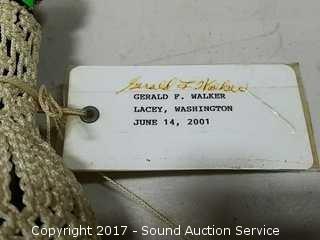 Gerald F Walker
GERALD F. WALKER
LACEY, WASHINGTON
JUNE 14, 2001
Copyright 2017 - Sound Auction Service